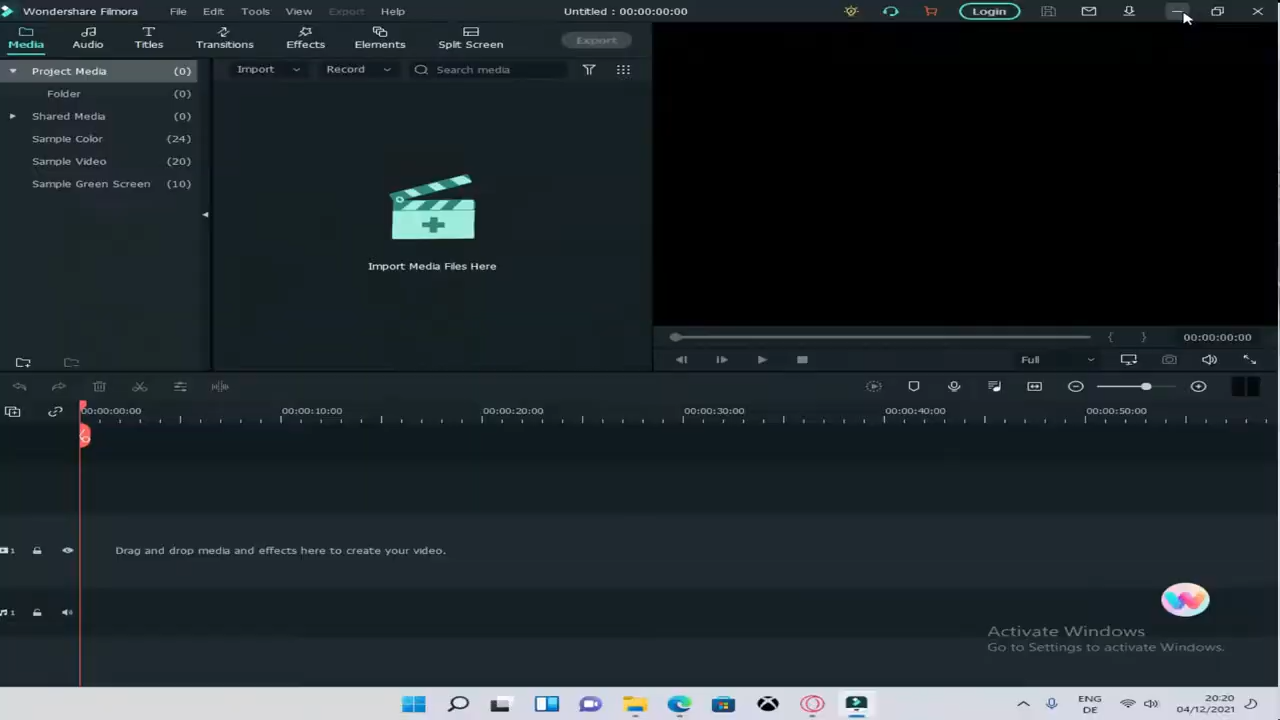 Wondershare Filmora File Edit Tools View Export Help Untitled : 00:00:00:00 Login
Media Audio Titles Transitions Effects Elements Split Screen Export
Project Media (0)
Folder (0)
Shared Media (0)
Sample Color (24)
Sample Video (20)
Sample Green Screen (10)
Import Record Search media
Import Media Files Here
{ } 00:00:00:00
Full
00:00:00:00 00:00:10:00 00:00:20:00 00:00:30:00 00:00:40:00 00:00:50:00
1 Drag and drop media and effects here to create your video.
1
Activate Windows
Go to Settings to activate Windows.
ENG
DE
20:20
04/12/2021